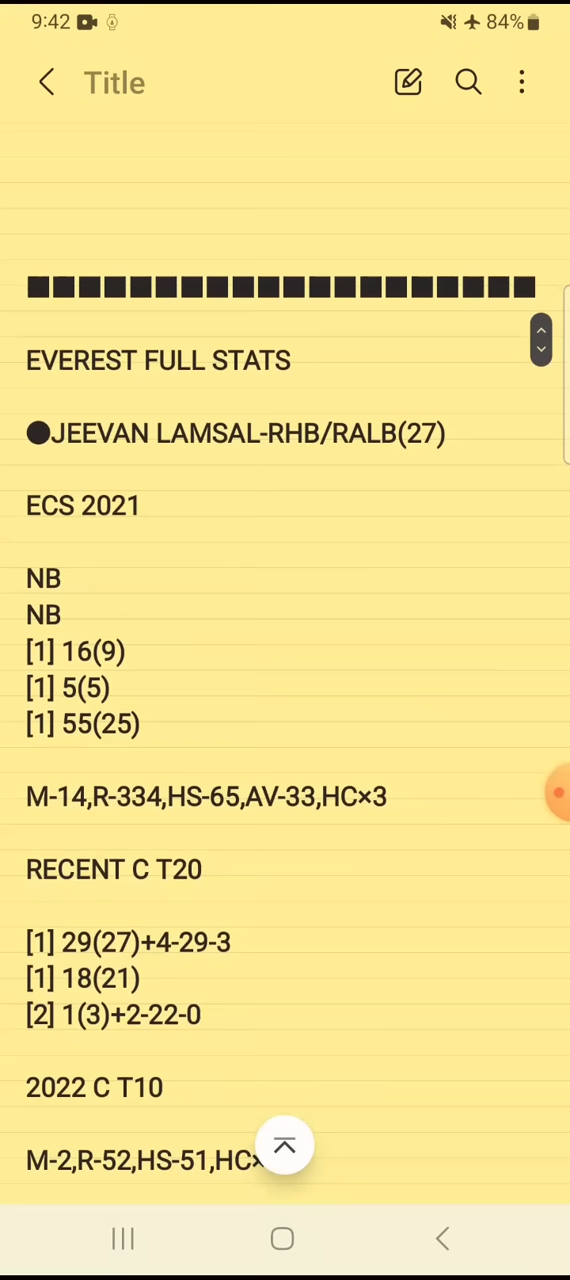 9:42
84%
Title
EVEREST FULL STATS
●JEEVAN LAMSAL-RHB/RALB(27)
ECS 2021
NB
NB
[1] 16(9)
[1] 5(5)
[1] 55(25)
M-14,R-334,HS-65,AV-33,HC×3
RECENT C T20
[1] 29(27)+4-29-3
[1] 18(21)
[2] 1(3)+2-22-0
2022 C T10
M-2,R-52,HS-51,HC×